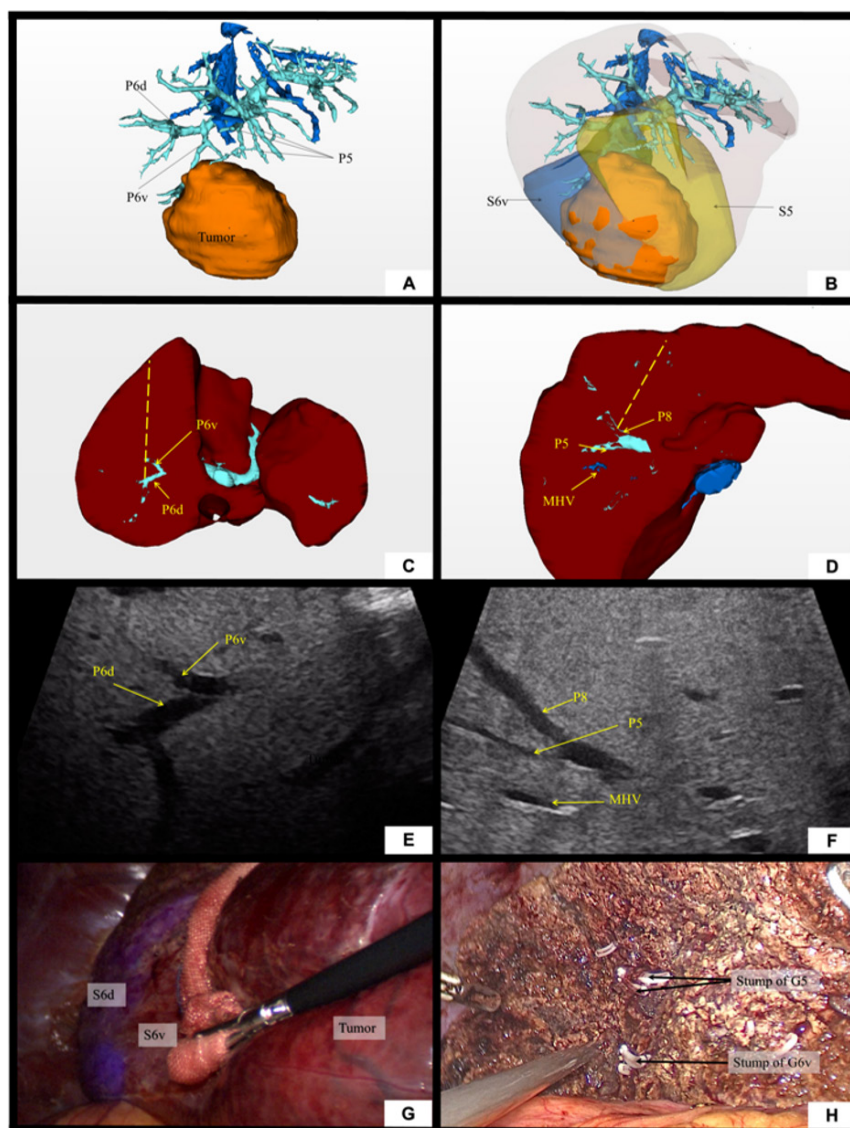 P6d
P5
P6v
Tumor
A
S6v
S5
B
P6v
P6d
C
P8
P5
MHV
D
P6v
P6d
E
P8
P5
MHV
F
S6d
S6v
Tumor
G
Stump of G5
Stump of G6v
H